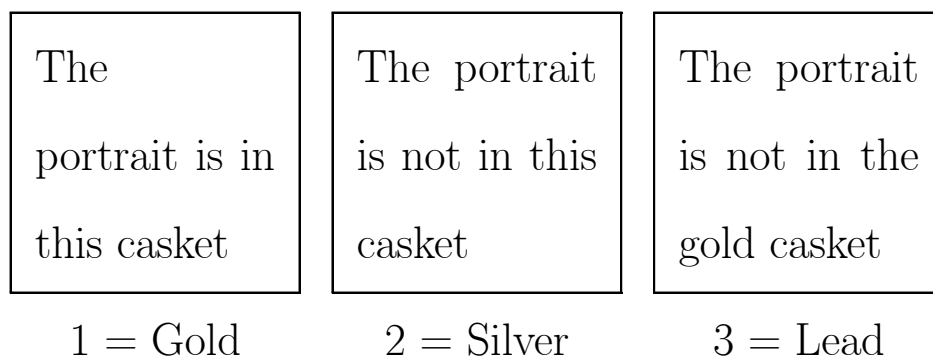 The
portrait is in
this casket
The portrait
is not in this
casket
The portrait
is not in the
gold casket
1 = Gold
2 = Silver
3 = Lead